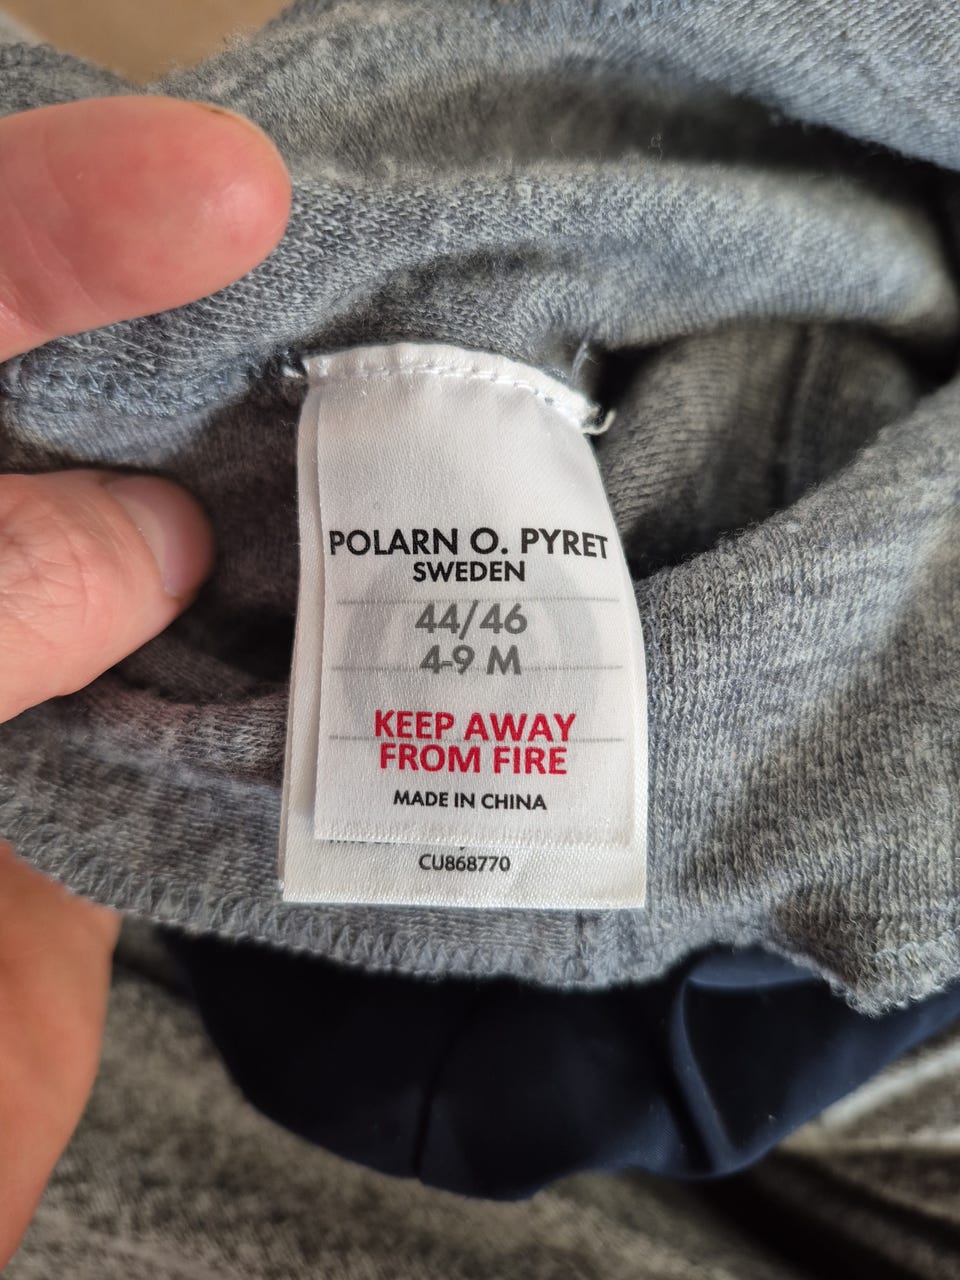 POLARN O. PYRET
SWEDEN
44/46
4-9 M
KEEP AWAY
FROM FIRE
MADE IN CHINA
CU868770